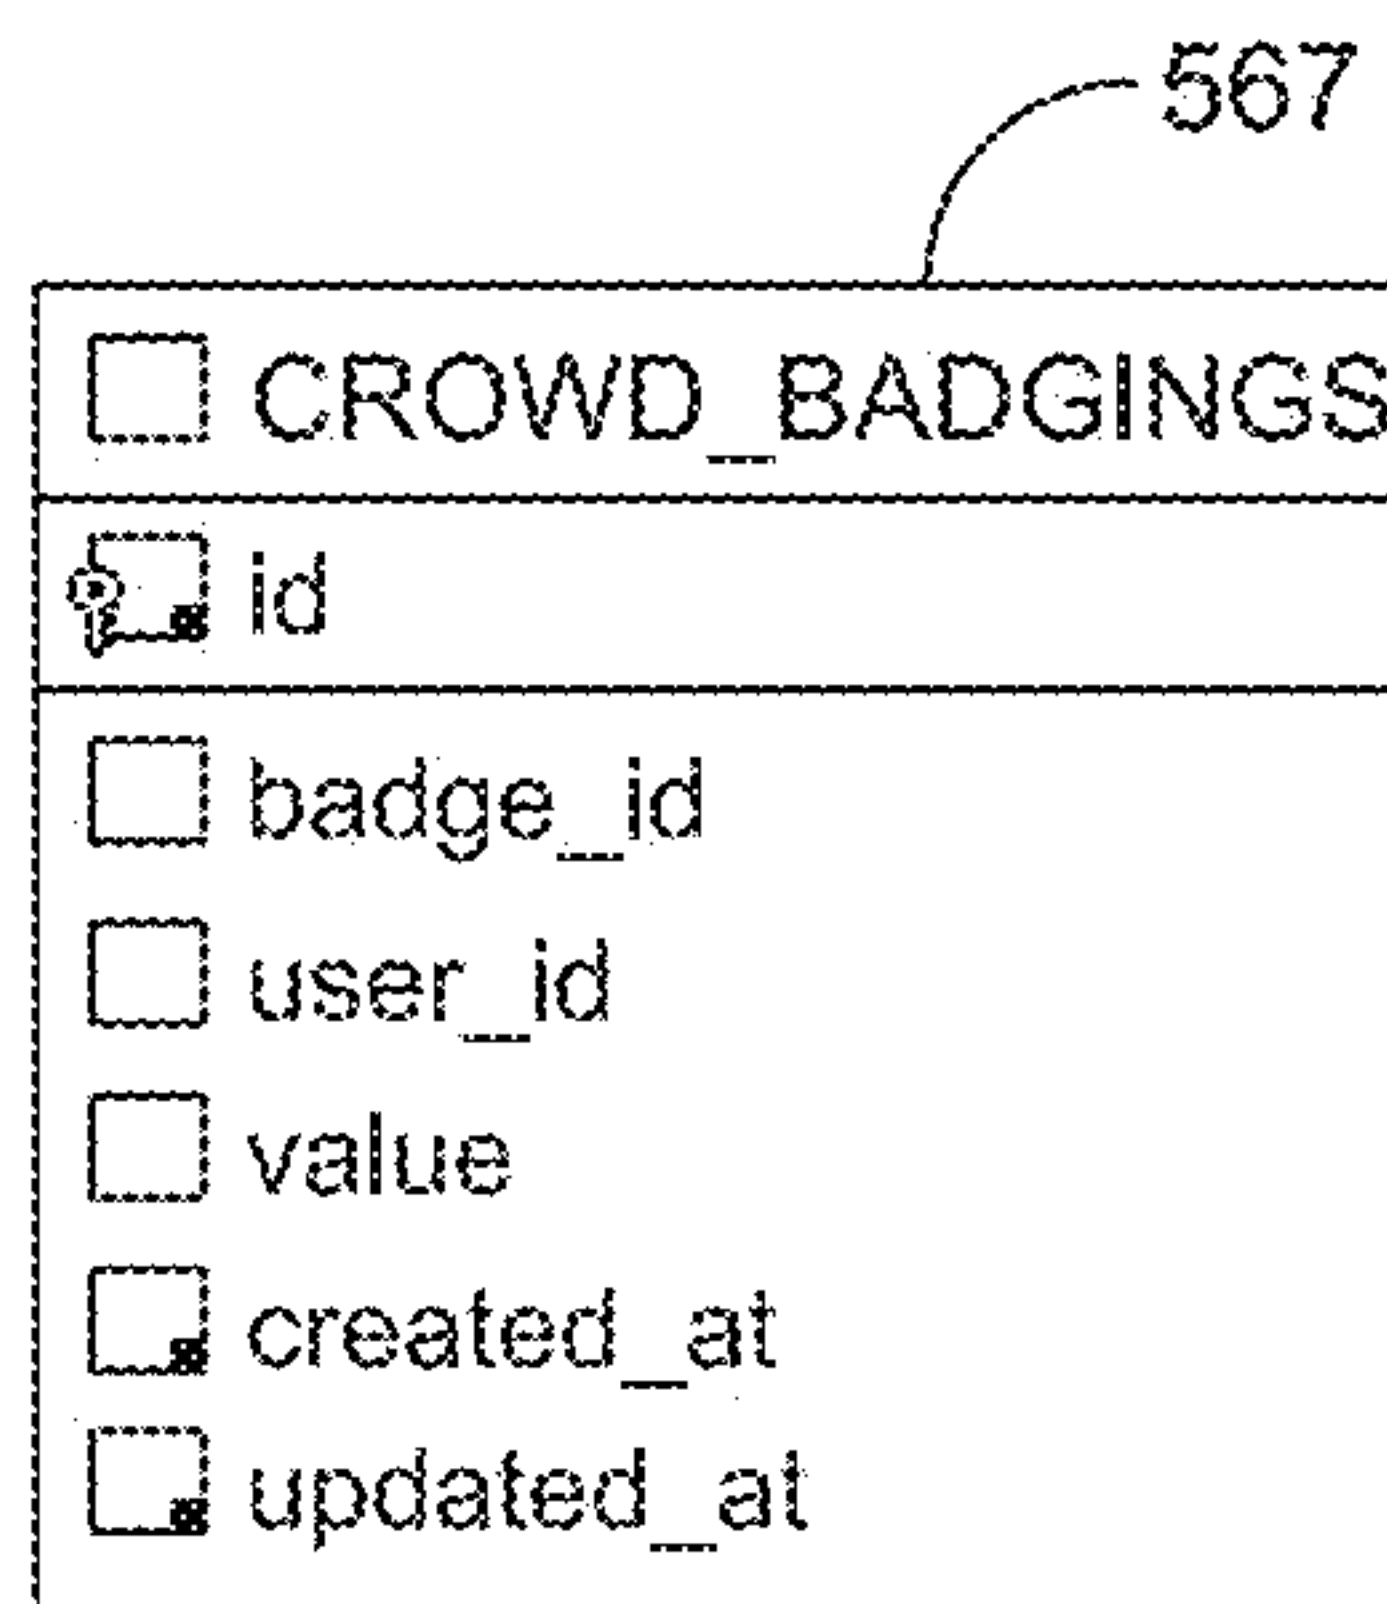 567
CROWD_BADGINGS
id
badge_id
user_id
value
created_at
updated_at